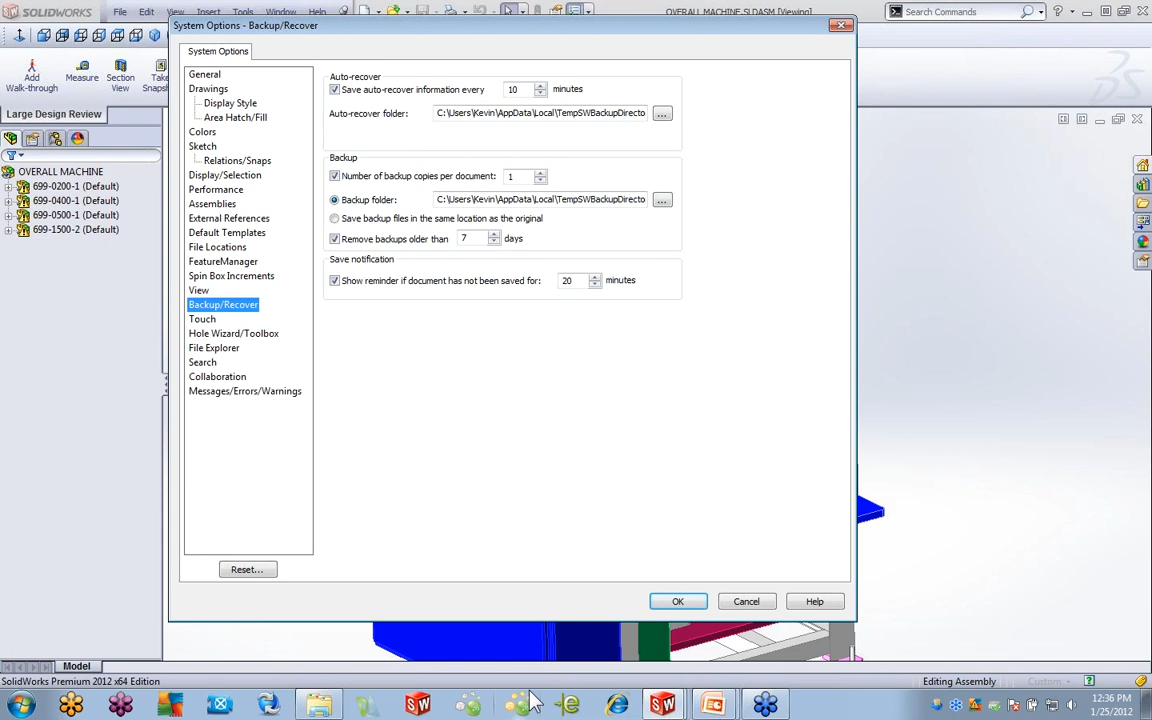 SOLIDWORKS File Edit View Insert Tools Window Help OVERALL MACHINE.SLDASM [Viewing] Search Commands
System Options - Backup/Recover
System Options
Add Walk-through
Measure
Section View
Take Snapsh
Large Design Review
OVERALL MACHINE
699-0200-1 (Default)
699-0400-1 (Default)
699-0500-1 (Default)
699-1500-2 (Default)
General
Drawings
Display Style
Area Hatch/Fill
Colors
Sketch
Relations/Snaps
Display/Selection
Performance
Assemblies
External References
Default Templates
File Locations
FeatureManager
Spin Box Increments
View
Backup/Recover
Touch
Hole Wizard/Toolbox
File Explorer
Search
Collaboration
Messages/Errors/Warnings
Reset...
Auto-recover
Save auto-recover information every 10 minutes
Auto-recover folder: C:\Users\Kevin\AppData\Local\TempSWBackupDirecto ...
Backup
Number of backup copies per document: 1
Backup folder: C:\Users\Kevin\AppData\Local\TempSWBackupDirecto ...
Save backup files in the same location as the original
Remove backups older than 7 days
Save notification
Show reminder if document has not been saved for: 20 minutes
OK Cancel Help
Model
SolidWorks Premium 2012 x64 Edition Editing Assembly Custom
12:36 PM
1/25/2012